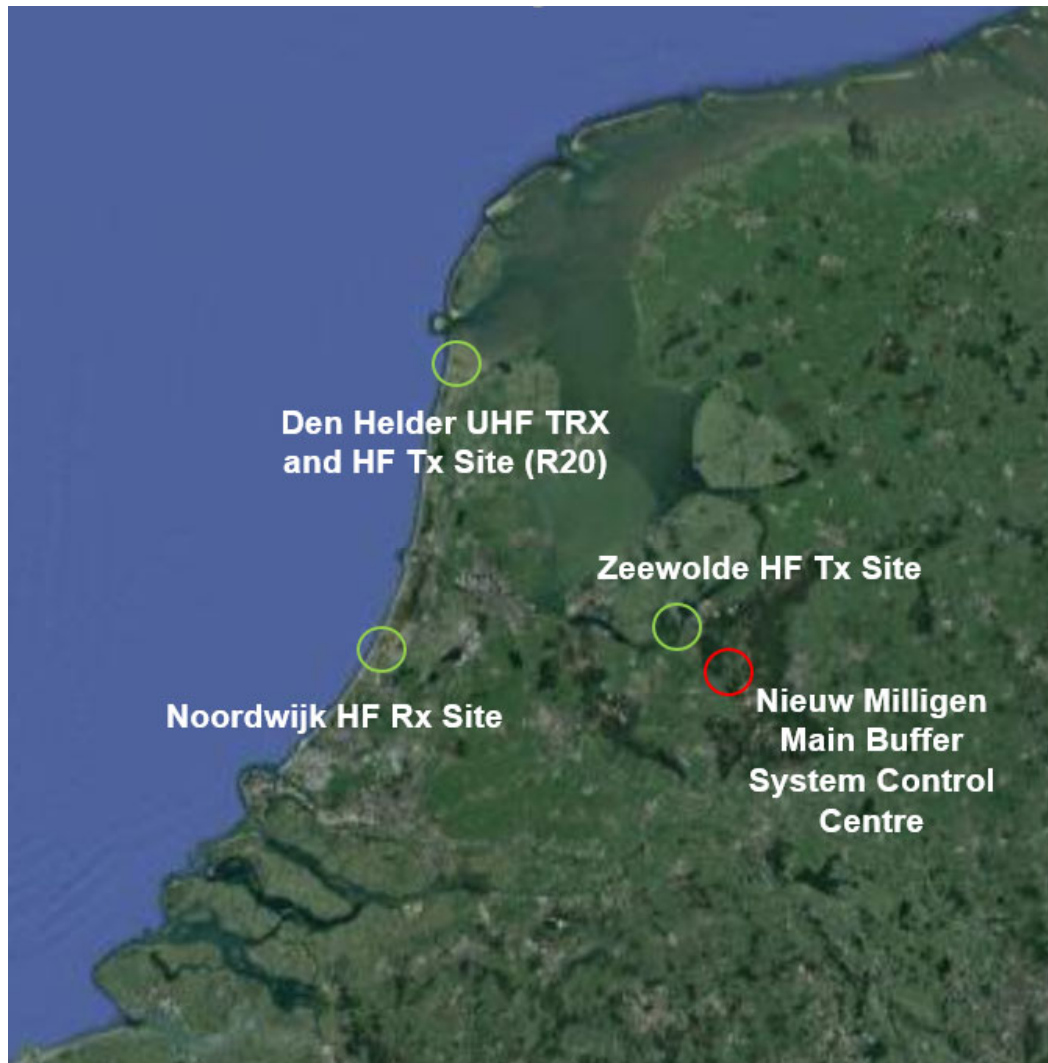 Den Helder UHF TRX
and HF Tx Site (R20)
Zeewolde HF Tx Site
Noordwijk HF Rx Site
Nieuw Milligen
Main Buffer
System Control
Centre